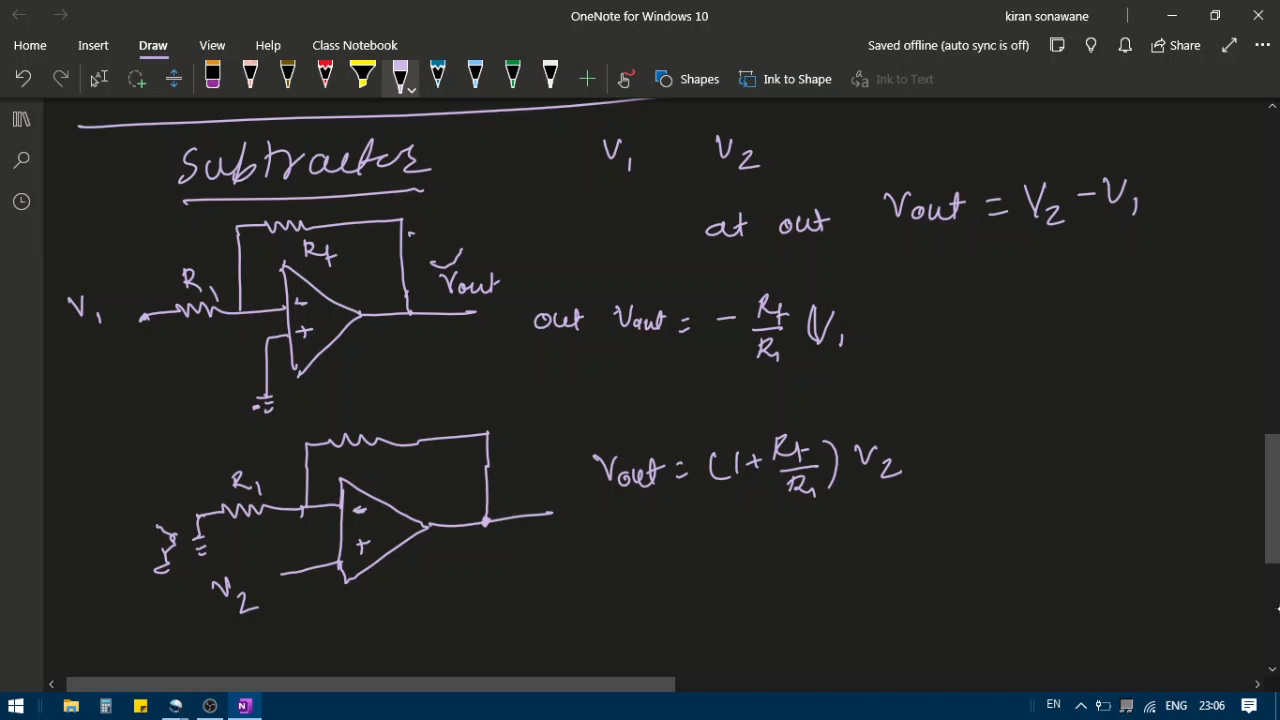 OneNote for Windows 10
kiran sonawane
Home Insert Draw View Help Class Notebook
Saved offline (auto sync is off) Share
Shapes Ink to Shape Ink to Text
Subtractor
V1 V2
at out Vout = V2 - V1
R1 Rf
V1 - + Vout
out Vout = - Rf/R1 V1
R1
- +
V2
Vout = (1 + Rf/R1) V2
EN ENG 23:06